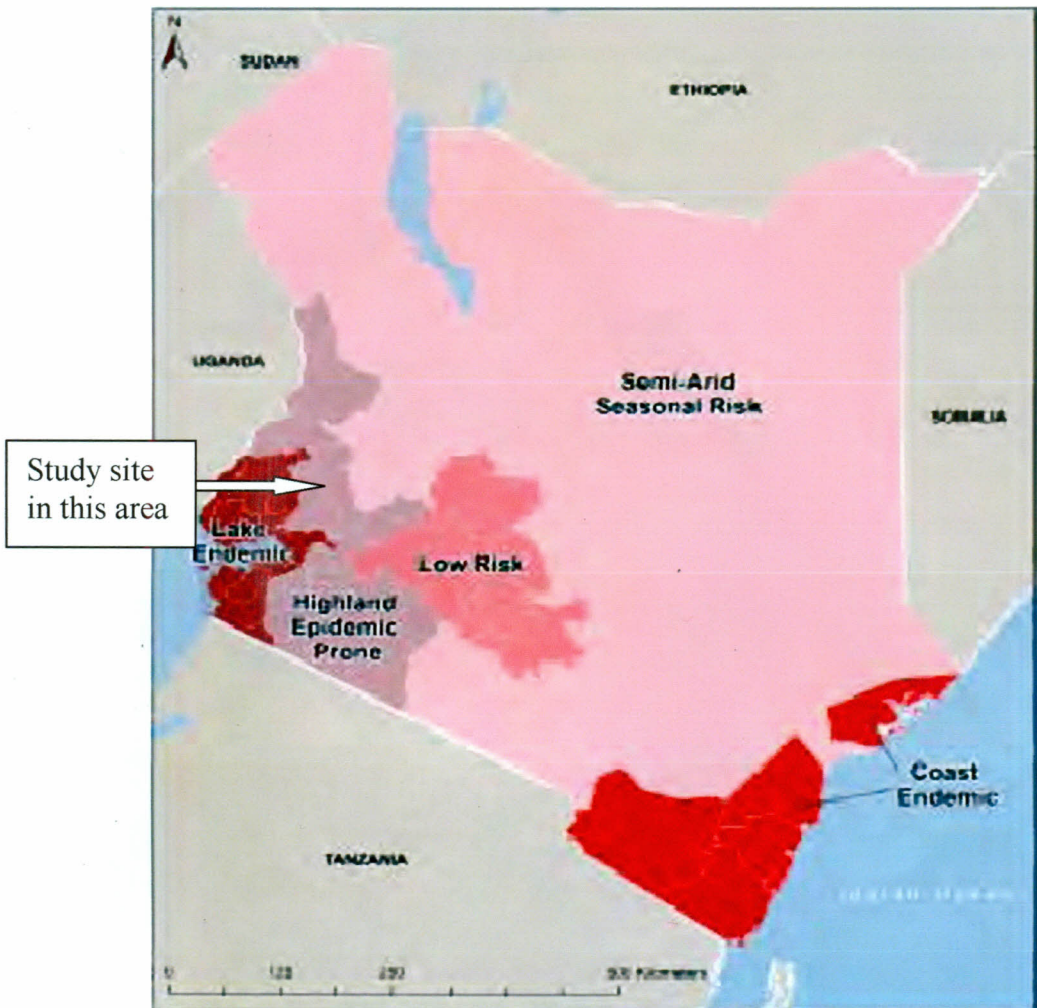 N
SUDAN
ETHIOPIA
UGANDA
Semi-Arid
Seasonal Risk
SOMALIA
Study site
in this area
Lake
Endemic
Low Risk
Highland
Epidemic
Prone
Coast
Endemic
TANZANIA
0
Kilometers